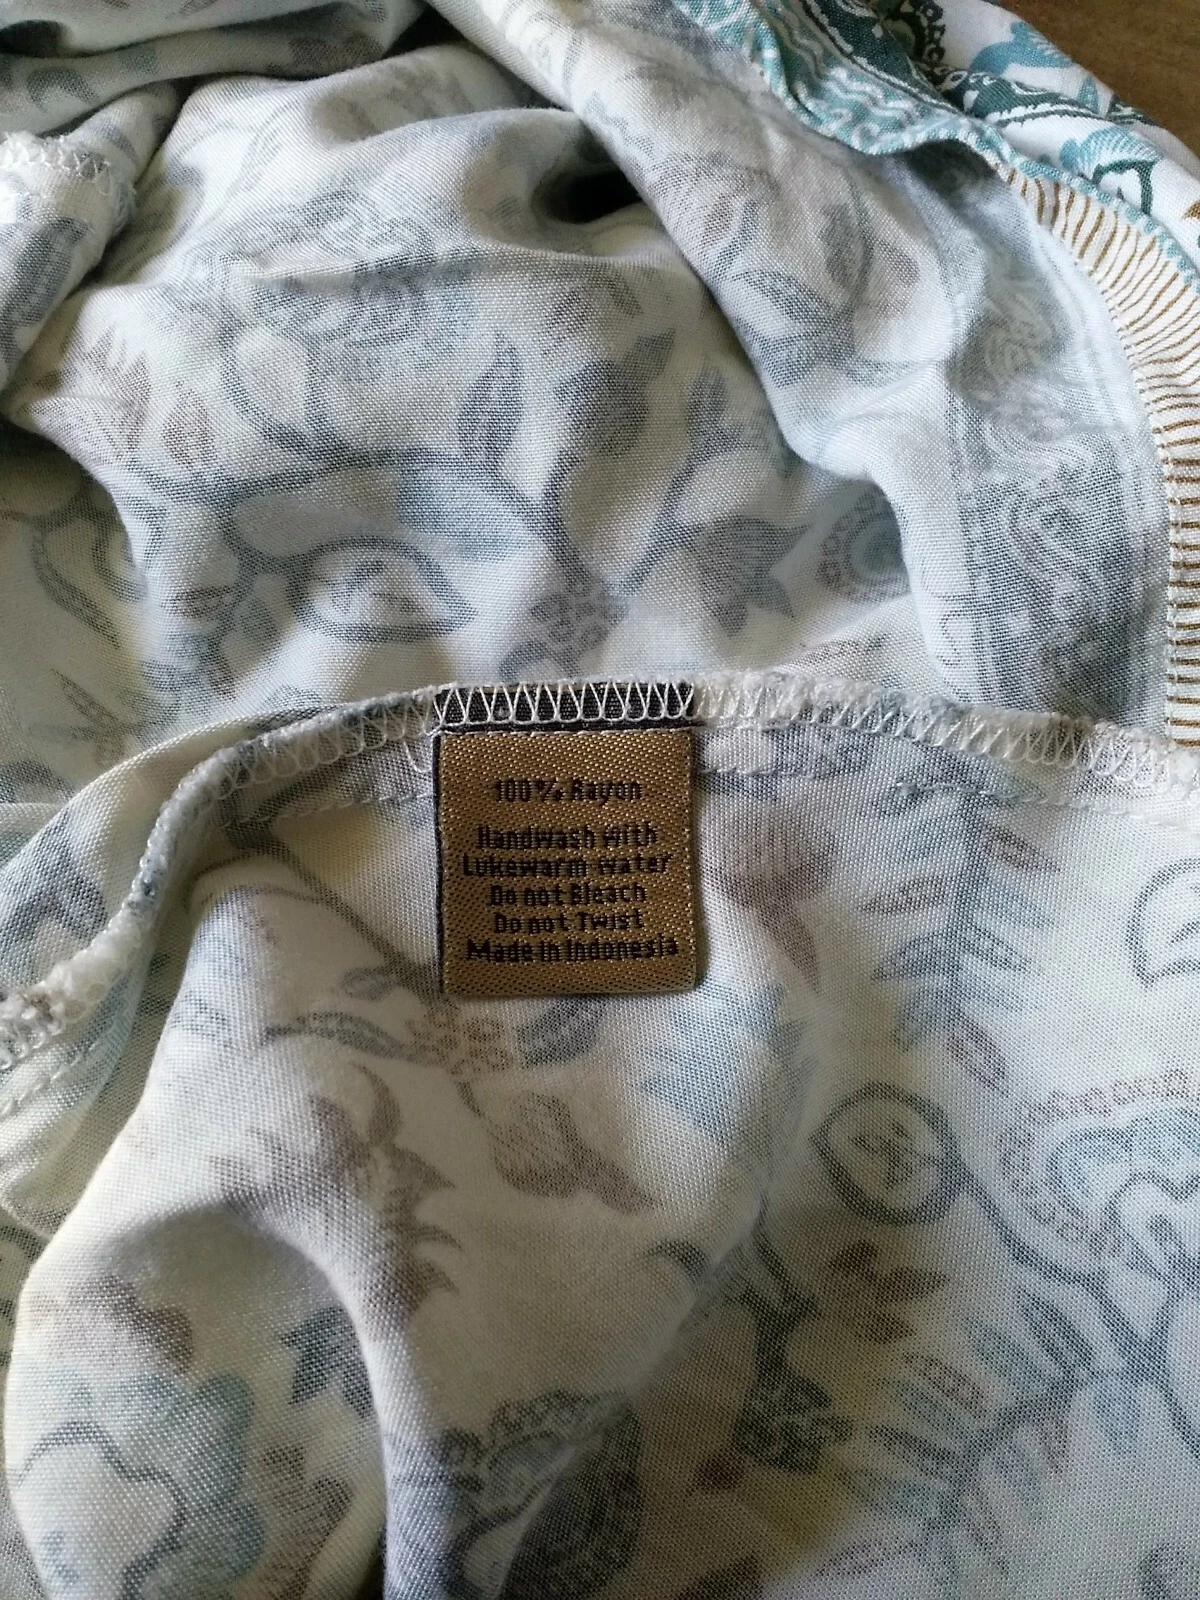 100% Rayon
Handwash with
Lukewarm Water
Do not Bleach
Do not Twist
Made in Indonesia